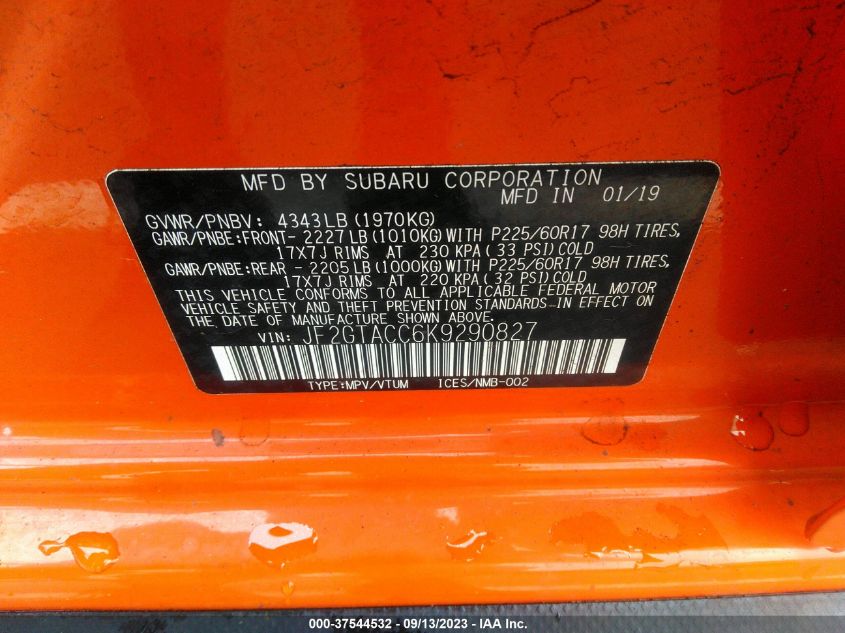 MFD BY SUBARU CORPORATION
MFD IN 01/19
GVWR/PNBV: 4343LB (1970KG)
GAWR/PNBE:FRONT- 2227LB (1010KG) WITH P225/60R17 98H TIRES,
17X7J RIMS AT 230 KPA (33 PSI) COLD
GAWR/PNBE:REAR - 2205LB (1000KG) WITH P225/60R17 98H TIRES,
17X7J RIMS AT 220 KPA (32 PSI) COLD
THIS VEHICLE CONFORMS TO ALL APPLICABLE FEDERAL MOTOR
VEHICLE SAFETY AND THEFT PREVENTION STANDARDS IN EFFECT ON
THE DATE OF MANUFACTURE SHOWN ABOVE.
VIN: JF2GTACC6K9290827
TYPE:MPV/VTUM ICES/NMB-002
000-37544532 - 09/13/2023 - IAA Inc.